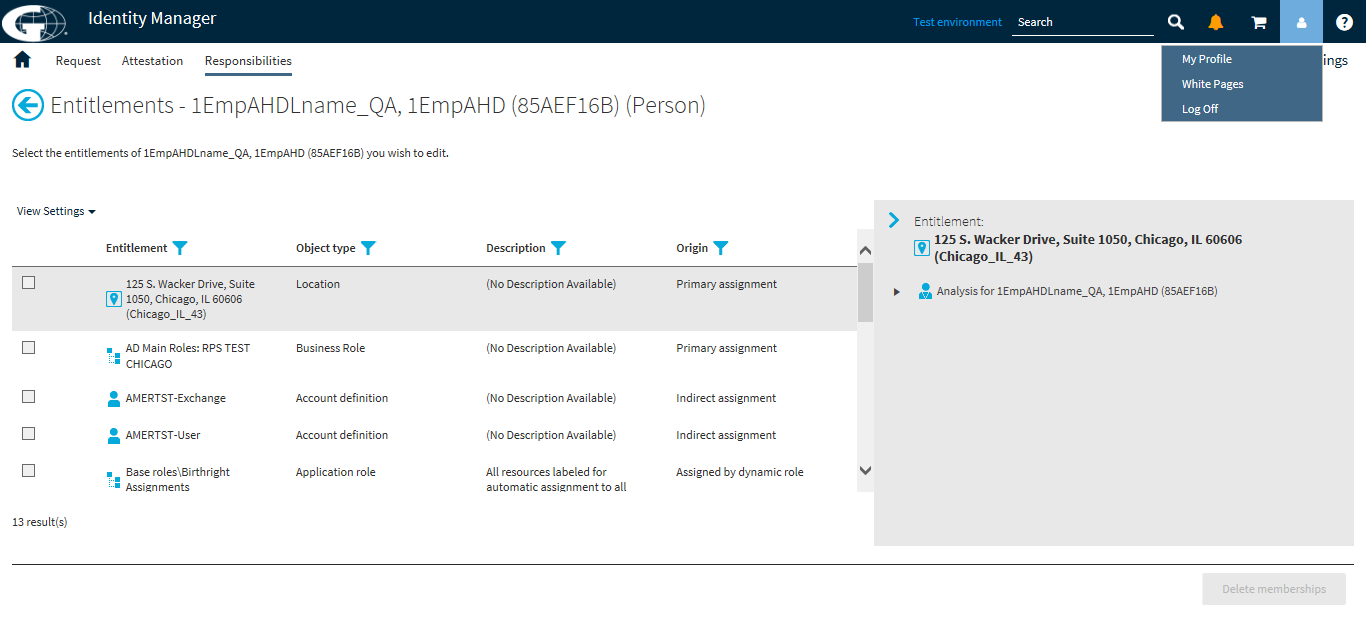 Identity Manager
Test environment
Search
Request
Attestation
Responsibilities
ings
My Profile
White Pages
Log Off
Entitlements - 1EmpAHDLname_QA, 1EmpAHD (85AEF16B) (Person)
Select the entitlements of 1EmpAHDLname_QA, 1EmpAHD (85AEF16B) you wish to edit.
View Settings
Entitlement
Object type
Description
Origin
125 S. Wacker Drive, Suite
1050, Chicago, IL 60606
(Chicago_IL_43)
Location
(No Description Available)
Primary assignment
AD Main Roles: RPS TEST
CHICAGO
Business Role
(No Description Available)
Primary assignment
AMERTST-Exchange
Account definition
(No Description Available)
Indirect assignment
AMERTST-User
Account definition
(No Description Available)
Indirect assignment
Base roles\Birthright
Assignments
Application role
All resources labeled for
automatic assignment to all
Assigned by dynamic role
13 result(s)
Entitlement:
125 S. Wacker Drive, Suite 1050, Chicago, IL 60606
(Chicago_IL_43)
Analysis for 1EmpAHDLname_QA, 1EmpAHD (85AEF16B)
Delete memberships